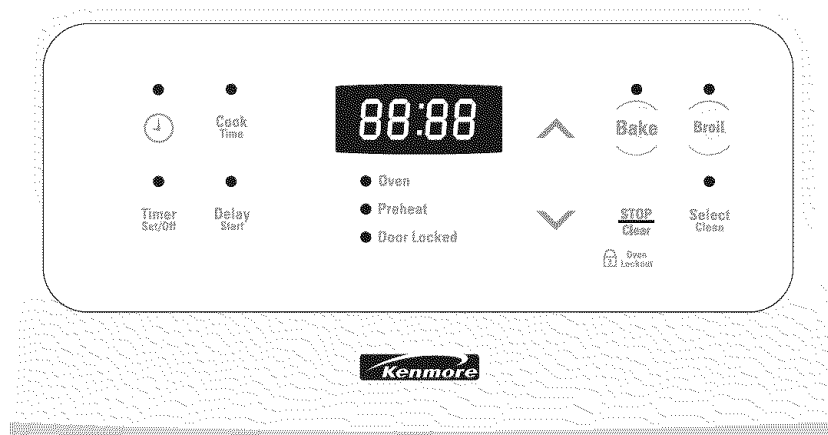 Cook
Time
88:88
Bake
Broil
Oven
Timer
Set/Off
Delay
Start
Preheat
STOP
Clear
Select
Clean
Door Locked
Oven
Lockout
Kenmore